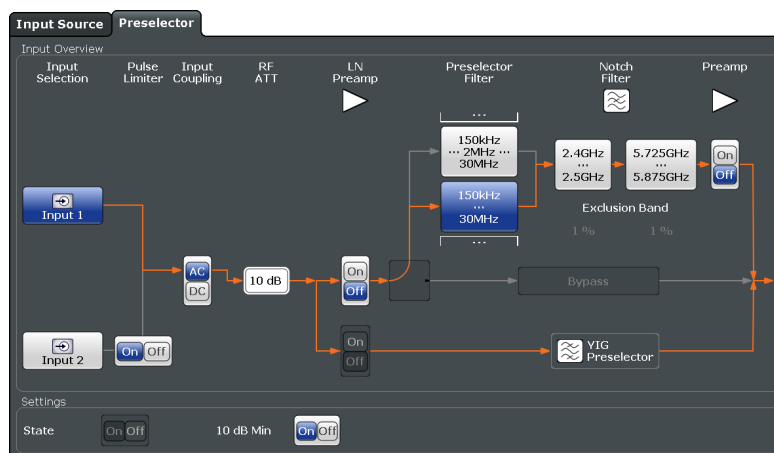 Input Source
Preselector
Input Overview
Input Selection
Pulse Limiter
Input Coupling
RF ATT
LN Preamp
Preselector Filter
Notch Filter
Preamp
...
150kHz
... 2MHz ...
30MHz
150kHz
...
30MHz
...
2.4GHz
...
2.5GHz
5.725GHz
...
5.875GHz
On
Off
Exclusion Band
1 %
1 %
Input 1
AC
DC
10 dB
On
Off
Bypass
Input 2
On Off
On
Off
YIG
Preselector
Settings
State
On Off
10 dB Min
On Off